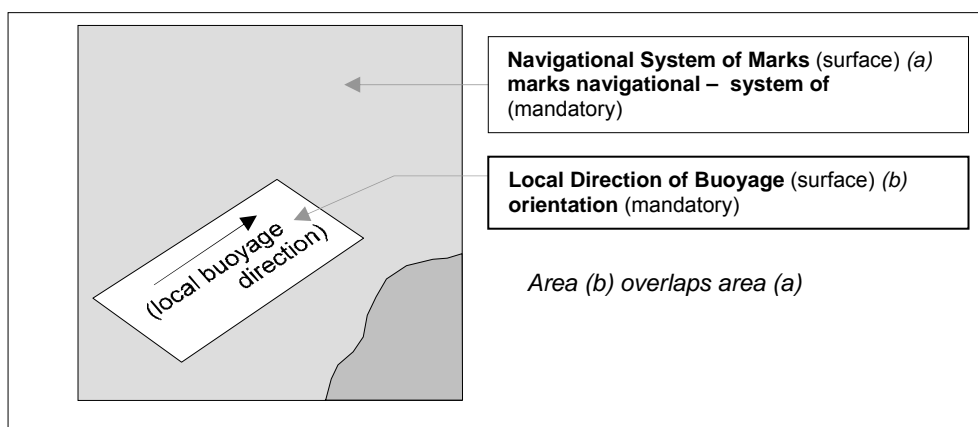 Navigational System of Marks (surface) (a)
marks navigational – system of
(mandatory)
Local Direction of Buoyage (surface) (b)
orientation (mandatory)
(local buoyage
direction)
Area (b) overlaps area (a)